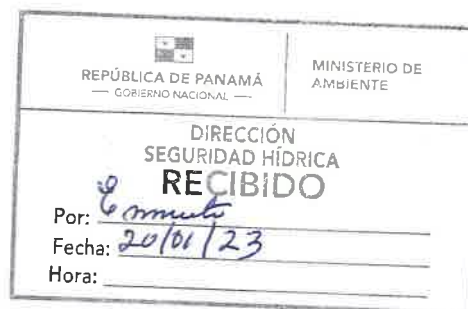 REPÚBLICA DE PANAMÁ
— GOBIERNO NACIONAL —
MINISTERIO DE
AMBIENTE
DIRECCIÓN
SEGURIDAD HÍDRICA
RECIBIDO
Por:
Fecha: 20/01/23
Hora: